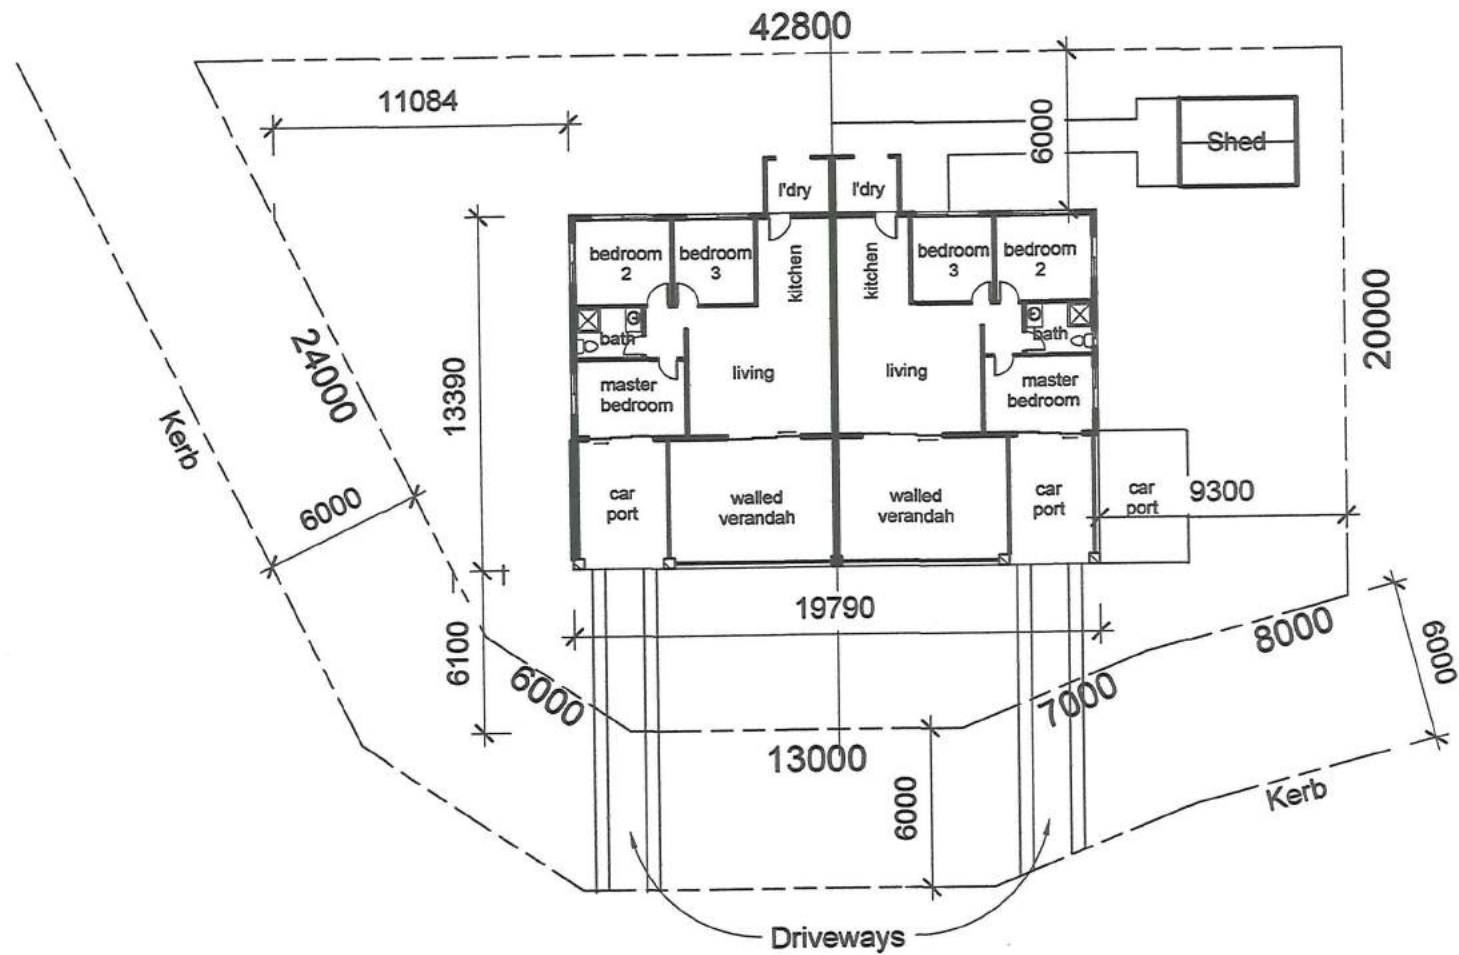 42800
11084
6000
Shed
l'dry
l'dry
bedroom
2
bedroom
3
kitchen
kitchen
bedroom
3
bedroom
2
20000
24000
bath
bath
13390
living
living
master
bedroom
master
bedroom
Kerb
6000
car
port
walled
verandah
walled
verandah
car
port
car
port
9300
19790
6100
6000
8000
6000
7000
13000
6000
Kerb
Driveways